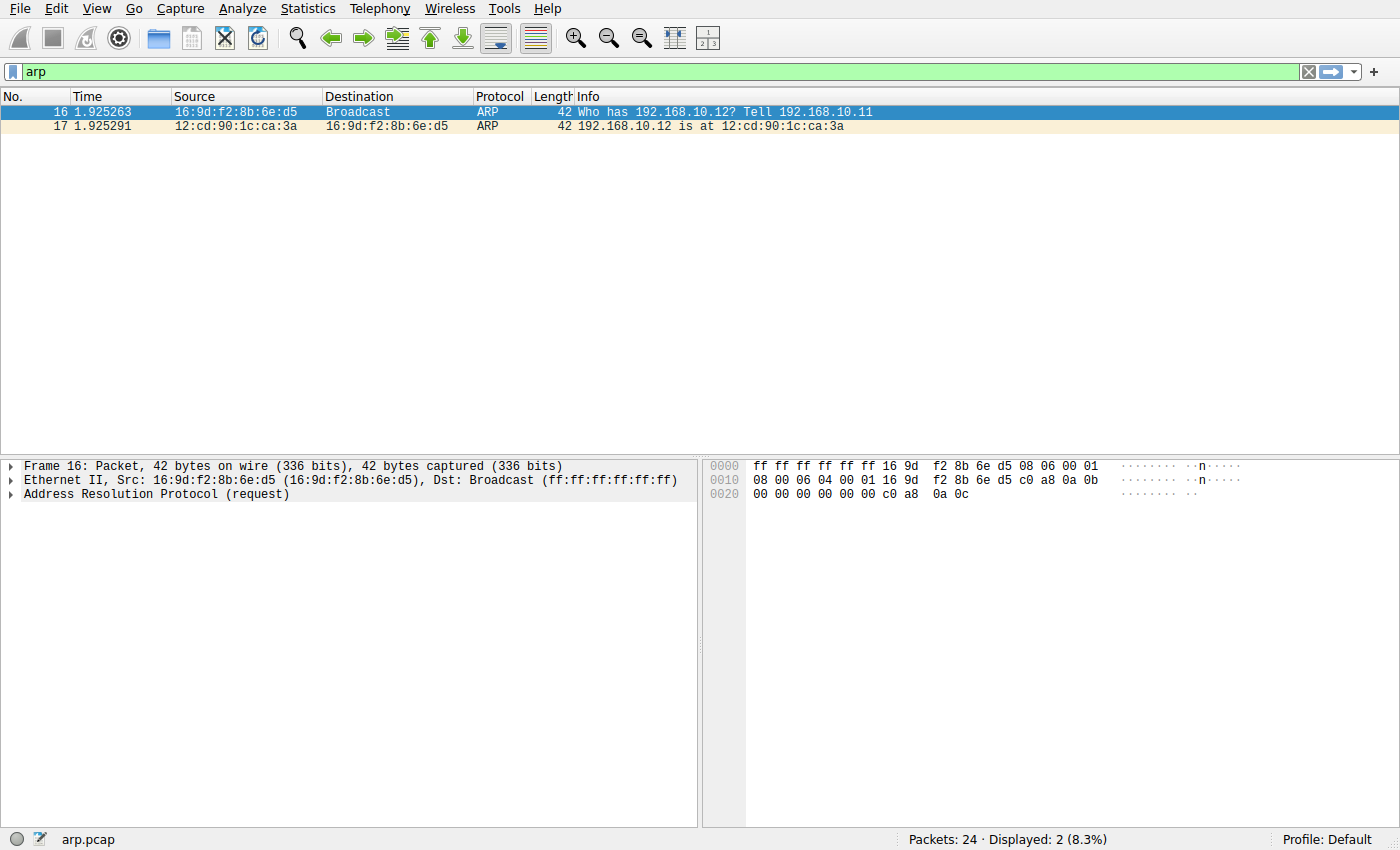 File Edit View Go Capture Analyze Statistics Telephony Wireless Tools Help
arp
No. Time Source Destination Protocol Length Info
16 1.925263 16:9d:f2:8b:6e:d5 Broadcast ARP 42 Who has 192.168.10.12? Tell 192.168.10.11
17 1.925291 12:cd:90:1c:ca:3a 16:9d:f2:8b:6e:d5 ARP 42 192.168.10.12 is at 12:cd:90:1c:ca:3a
Frame 16: Packet, 42 bytes on wire (336 bits), 42 bytes captured (336 bits)
Ethernet II, Src: 16:9d:f2:8b:6e:d5 (16:9d:f2:8b:6e:d5), Dst: Broadcast (ff:ff:ff:ff:ff:ff)
Address Resolution Protocol (request)
0000 ff ff ff ff ff ff 16 9d f2 8b 6e d5 08 06 00 01 ········ ··n·····
0010 08 00 06 04 00 01 16 9d f2 8b 6e d5 c0 a8 0a 0b ········ ··n·····
0020 00 00 00 00 00 00 c0 a8 0a 0c ········ ··
arp.pcap
Packets: 24 · Displayed: 2 (8.3%)
Profile: Default